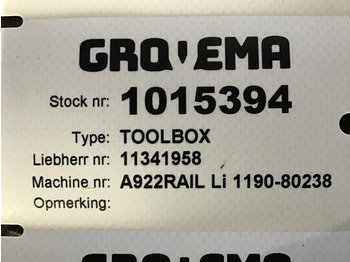 GRO'EMA
Stock nr: 1015394
Type: TOOLBOX
Liebherr nr: 11341958
Machine nr: A922RAIL Li 1190-80238
Opmerking: